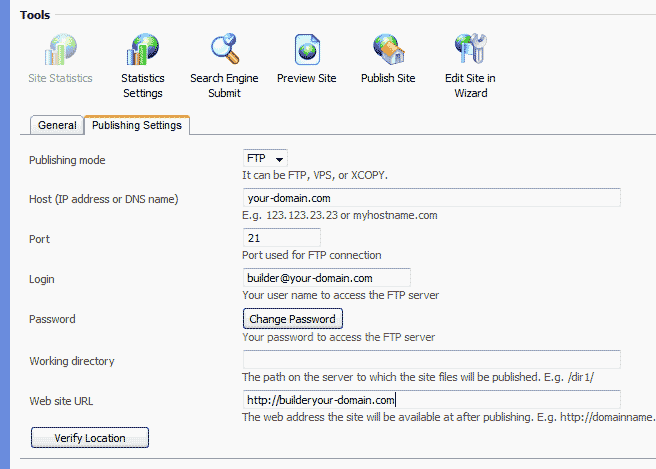 Tools
Site Statistics
Statistics Settings
Search Engine Submit
Preview Site
Publish Site
Edit Site in Wizard
General
Publishing Settings
Publishing mode
FTP
It can be FTP, VPS, or XCOPY.
Host (IP address or DNS name)
your-domain.com
E.g. 123.123.23.23 or myhostname.com
Port
21
Port used for FTP connection
Login
builder@your-domain.com
Your user name to access the FTP server
Password
Change Password
Your password to access the FTP server
Working directory
The path on the server to which the site files will be published. E.g. /dir1/
Web site URL
http://builderyour-domain.com
The web address the site will be available at after publishing. E.g. http://domainname.
Verify Location